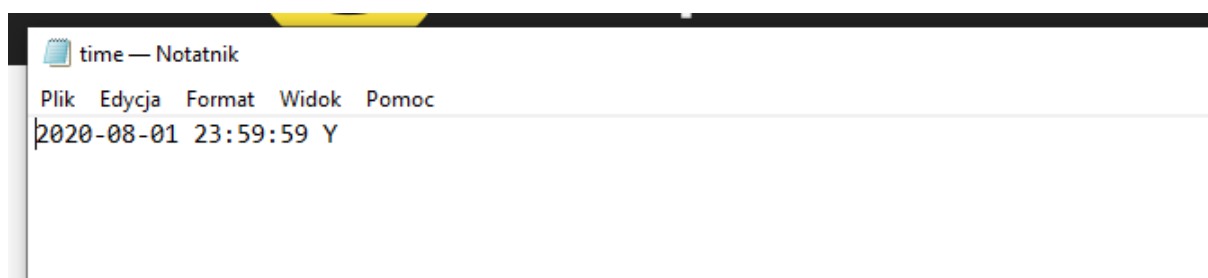 time — Notatnik
Plik Edycja Format Widok Pomoc
2020-08-01 23:59:59 Y